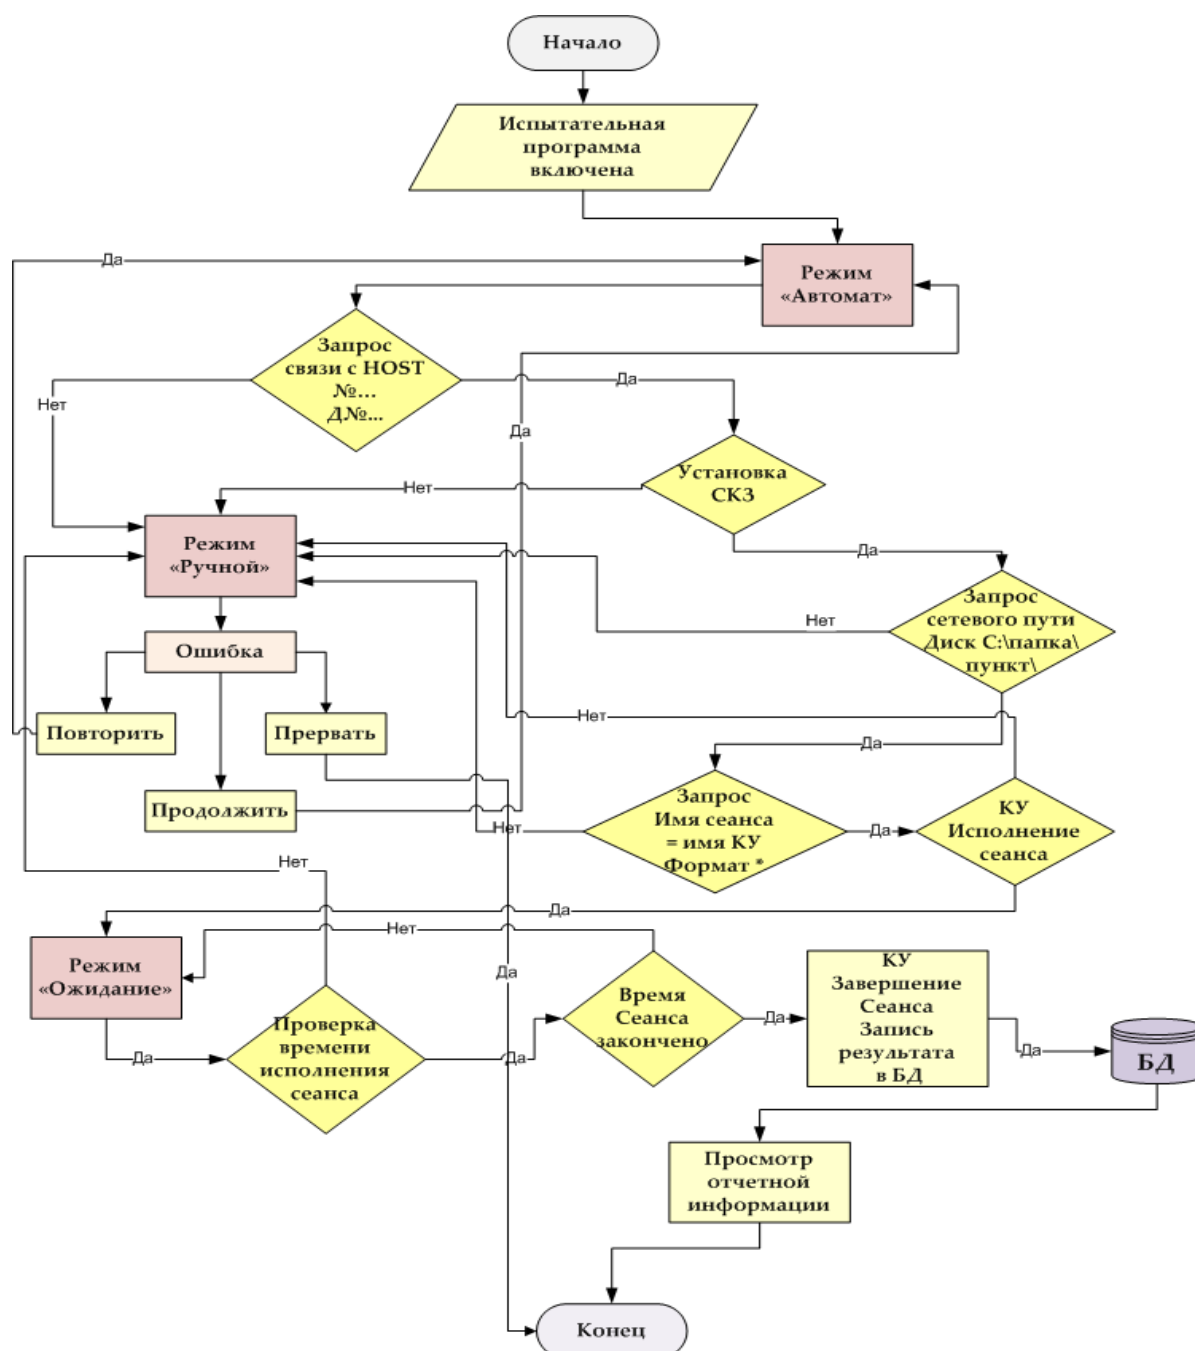 Начало
Испытательная
программа
включена
Да
Режим
«Автомат»
Запрос
связи с HOST
№...
Д№...
Нет
Да
Да
Установка
СКЗ
Нет
Режим
«Ручной»
Да
Запрос
сетевого пути
Диск С:\папка\
пункт\
Нет
Ошибка
Повторить
Прервать
Нет
Да
Продолжить
Запрос
Имя сеанса
= имя КУ
Формат *
Нет
Да
КУ
Исполнение
сеанса
Нет
Да
Нет
Режим
«Ожидание»
Да
Проверка
времени
исполнения
сеанса
Да
Да
Время
Сеанса
закончено
Да
КУ
Завершение
Сеанса
Запись
результата
в БД
Да
БД
Просмотр
отчетной
информации
Конец